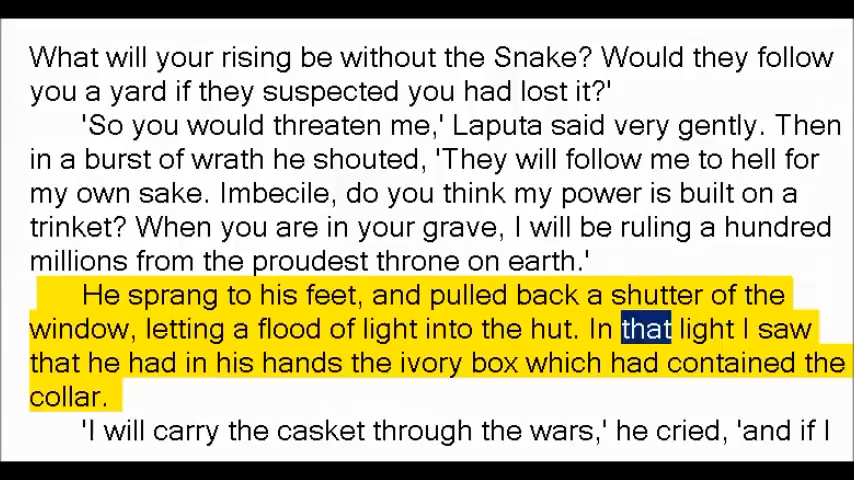 What will your rising be without the Snake? Would they follow
you a yard if they suspected you had lost it?'
'So you would threaten me,' Laputa said very gently. Then
in a burst of wrath he shouted, 'They will follow me to hell for
my own sake. Imbecile, do you think my power is built on a
trinket? When you are in your grave, I will be ruling a hundred
millions from the proudest throne on earth.'
He sprang to his feet, and pulled back a shutter of the
window, letting a flood of light into the hut. In that light I saw
that he had in his hands the ivory box which had contained the
collar.
'I will carry the casket through the wars,' he cried, 'and if I